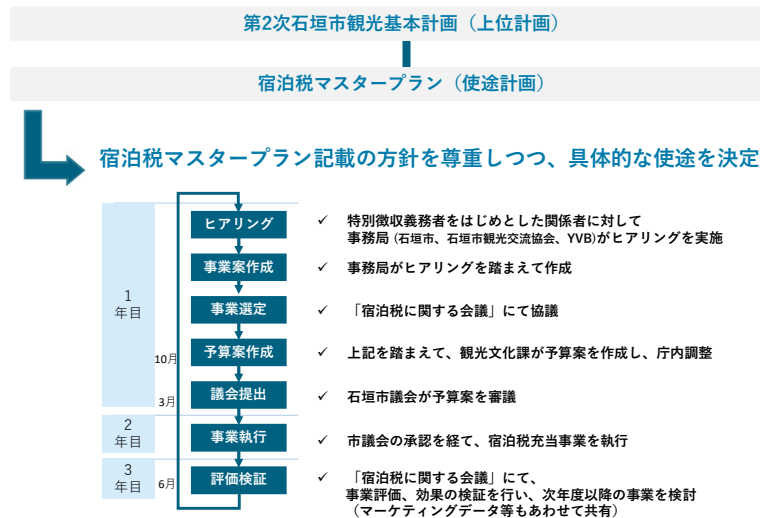 第2次石垣市観光基本計画（上位計画）
宿泊税マスタープラン（使途計画）
宿泊税マスタープラン記載の方針を尊重しつつ、具体的な使途を決定
1
年目
ヒアリング
✓ 特別徴収義務者をはじめとした関係者に対して
事務局 (石垣市、石垣市観光交流協会、YVB)がヒアリングを実施
事業案作成
✓ 事務局がヒアリングを踏まえて作成
事業選定
✓ 「宿泊税に関する会議」にて協議
10月
予算案作成
✓ 上記を踏まえて、観光文化課が予算案を作成し、庁内調整
3月
議会提出
✓ 石垣市議会が予算案を審議
2
年目
事業執行
✓ 市議会の承認を経て、宿泊税充当事業を執行
3
年目
6月
評価検証
✓ 「宿泊税に関する会議」にて、
事業評価、効果の検証を行い、次年度以降の事業を検討
（マーケティングデータ等もあわせて共有）